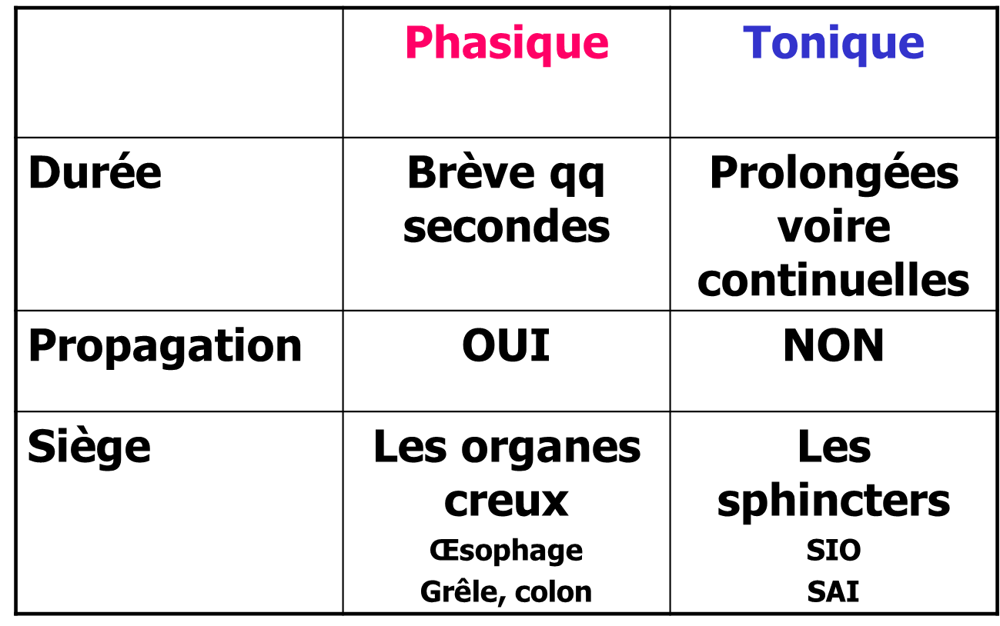 Phasique
Tonique
Durée
Brève qq
secondes
Prolongées
voire
continuelles
Propagation
OUI
NON
Siège
Les organes
creux
Œsophage
Grêle, colon
Les
sphincters
SIO
SAI